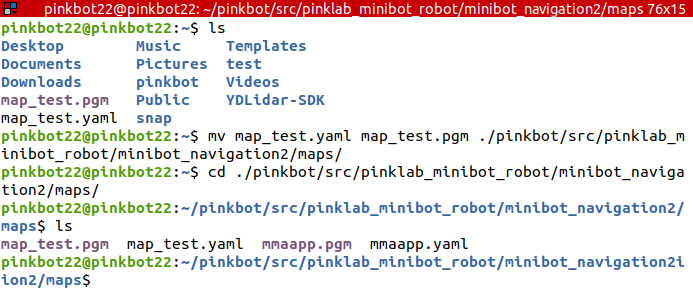 pinkbot22@pinkbot22: ~/pinkbot/src/pinklab_minibot_robot/minibot_navigation2/maps 76x15
pinkbot22@pinkbot22:~$ ls
Desktop Music Templates
Documents Pictures test
Downloads pinkbot Videos
map_test.pgm Public YDLidar-SDK
map_test.yaml snap
pinkbot22@pinkbot22:~$ mv map_test.yaml map_test.pgm ./pinkbot/src/pinklab_m
inibot_robot/minibot_navigation2/maps/
pinkbot22@pinkbot22:~$ cd ./pinkbot/src/pinklab_minibot_robot/minibot_naviga
tion2/maps/
pinkbot22@pinkbot22:~/pinkbot/src/pinklab_minibot_robot/minibot_navigation2/
maps$ ls
map_test.pgm map_test.yaml mmaapp.pgm mmaapp.yaml
pinkbot22@pinkbot22:~/pinkbot/src/pinklab_minibot_robot/minibot_navigation2i
ion2/maps$